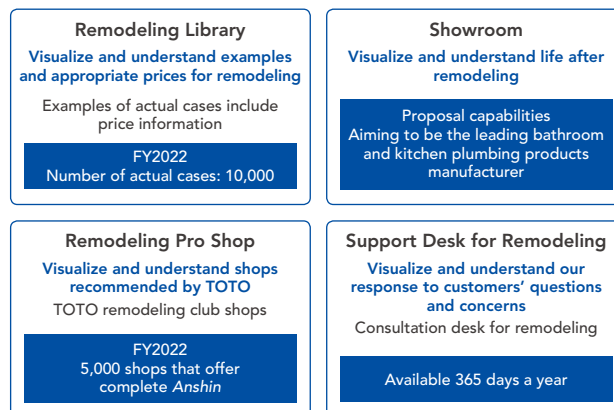 Remodeling Library
Visualize and understand examples
and appropriate prices for remodeling
Examples of actual cases include
price information
FY2022
Number of actual cases: 10,000
Showroom
Visualize and understand life after
remodeling
Proposal capabilities
Aiming to be the leading bathroom
and kitchen plumbing products
manufacturer
Remodeling Pro Shop
Visualize and understand shops
recommended by TOTO
TOTO remodeling club shops
FY2022
5,000 shops that offer
complete Anshin
Support Desk for Remodeling
Visualize and understand our
response to customers’ questions
and concerns
Consultation desk for remodeling
Available 365 days a year